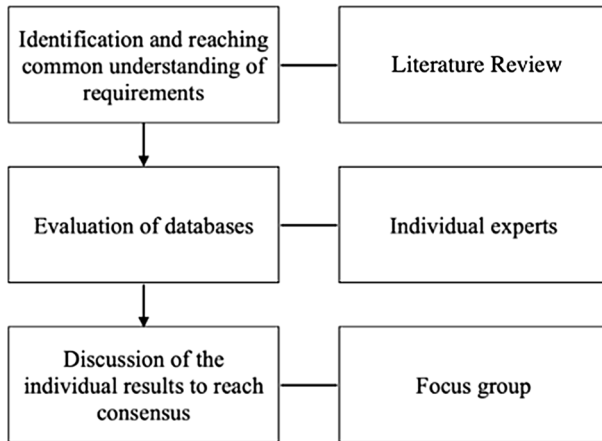 Identification and reaching
common understanding of
requirements
Literature Review
Evaluation of databases
Individual experts
Discussion of the
individual results to reach
consensus
Focus group